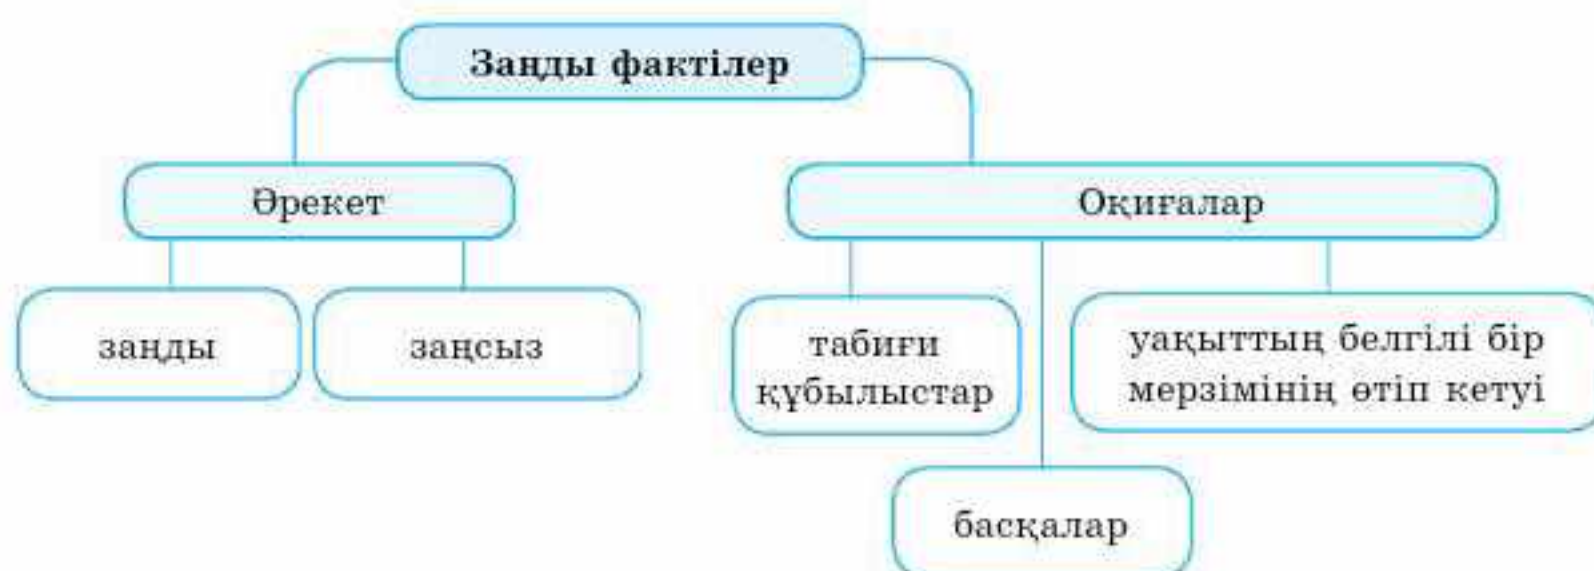 Заңды фактілер
Әрекет
Оқиғалар
заңды
заңсыз
табиғи
құбылыстар
уақыттың белгілі бір
мерзімінің өтіп кетуі
басқалар